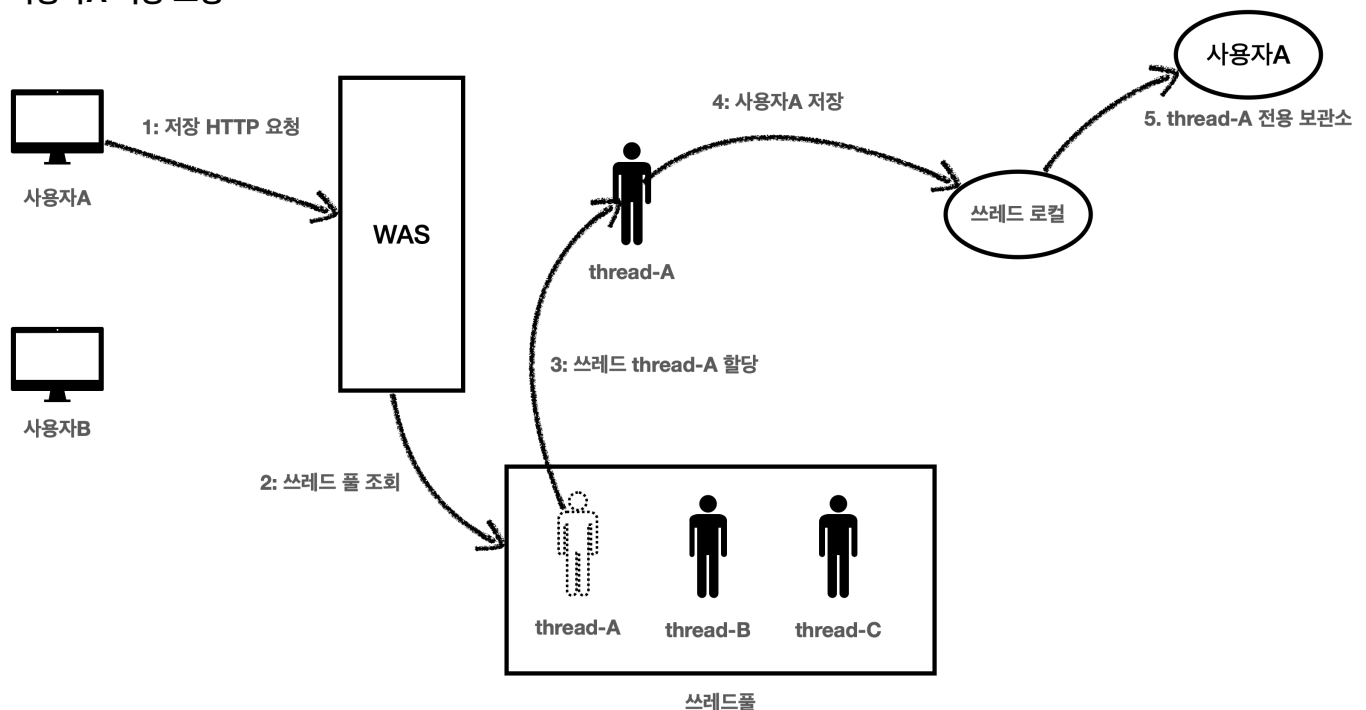 사용자A
5. thread-A 전용 보관소
4: 사용자A 저장
1: 저장 HTTP 요청
사용자A
WAS
쓰레드 로컬
thread-A
3: 쓰레드 thread-A 할당
사용자B
2: 쓰레드 풀 조회
thread-A
thread-B
thread-C
쓰레드풀